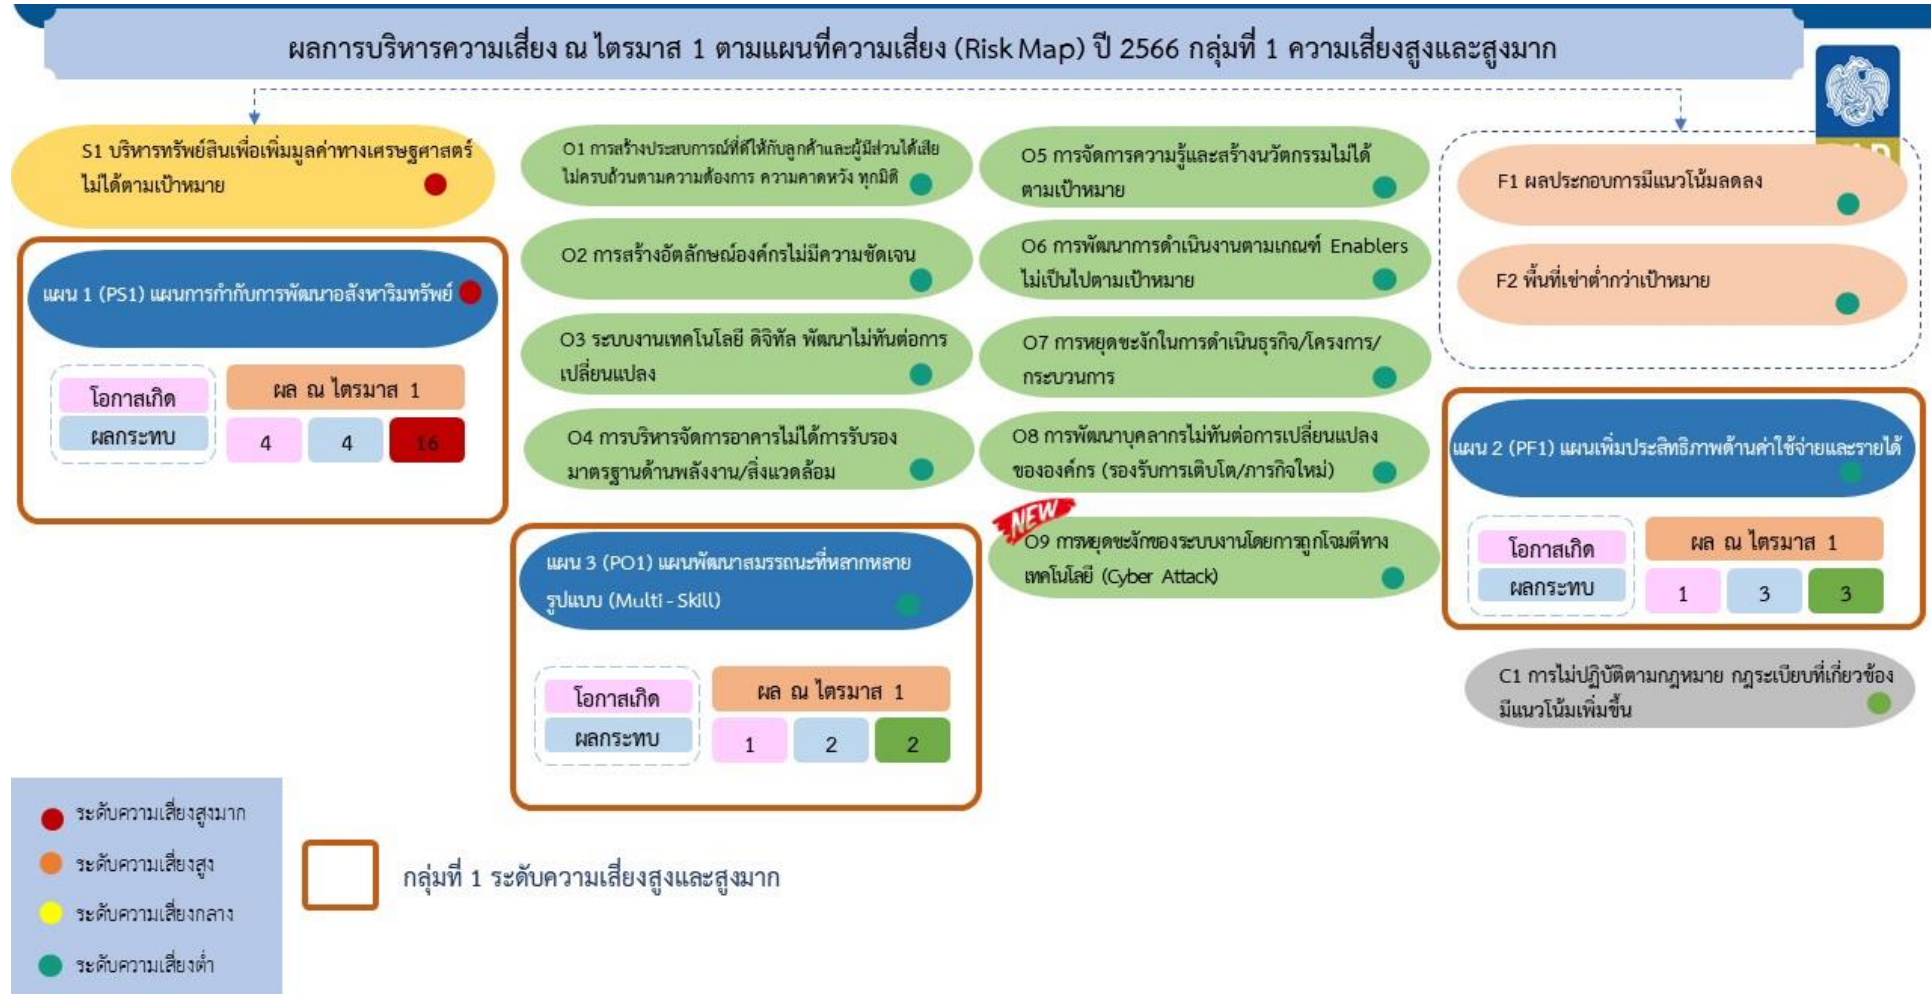 ผลการบริหารความเสี่ยง ณ ไตรมาส 1 ตามแผนที่ความเสี่ยง (Risk Map) ปี 2566 กลุ่มที่ 1 ความเสี่ยงสูงและสูงมาก
S1 บริหารทรัพย์สินเพื่อเพิ่มมูลค่าทางเศรษฐศาสตร์
ไม่ได้ตามเป้าหมาย
แผน 1 (PS1) แผนการกำกับการพัฒนาอสังหาริมทรัพย์
โอกาสเกิด
ผลกระทบ
ผล ณ ไตรมาส 1
4 4 16
O1 การสร้างประสบการณ์ที่ดีให้กับลูกค้าและผู้มีส่วนได้เสีย
ไม่ครบถ้วนตามความต้องการ ความคาดหวัง ทุกมิติ
O2 การสร้างอัตลักษณ์องค์กรไม่มีความชัดเจน
O3 ระบบงานเทคโนโลยี ดิจิทัล พัฒนาไม่ทันต่อการ
เปลี่ยนแปลง
O4 การบริหารจัดการอาคารไม่ได้การรับรอง
มาตรฐานด้านพลังงาน/สิ่งแวดล้อม
แผน 3 (PO1) แผนพัฒนาสมรรถนะที่หลากหลาย
รูปแบบ (Multi - Skill)
โอกาสเกิด
ผลกระทบ
ผล ณ ไตรมาส 1
1 2 2
O5 การจัดการความรู้และสร้างนวัตกรรมไม่ได้
ตามเป้าหมาย
O6 การพัฒนาการดำเนินงานตามเกณฑ์ Enablers
ไม่เป็นไปตามเป้าหมาย
O7 การหยุดชะงักในการดำเนินธุรกิจ/โครงการ/
กระบวนการ
O8 การพัฒนาบุคลากรไม่ทันต่อการเปลี่ยนแปลง
ขององค์กร (รองรับการเติบโต/ภารกิจใหม่)
NEW
O9 การหยุดชะงักของระบบงานโดยการถูกโจมตีทาง
เทคโนโลยี (Cyber Attack)
F1 ผลประกอบการมีแนวโน้มลดลง
F2 พื้นที่เช่าต่ำกว่าเป้าหมาย
แผน 2 (PF1) แผนเพิ่มประสิทธิภาพด้านค่าใช้จ่ายและรายได้
โอกาสเกิด
ผลกระทบ
ผล ณ ไตรมาส 1
1 3 3
C1 การไม่ปฏิบัติตามกฎหมาย กฎระเบียบที่เกี่ยวข้อง
มีแนวโน้มเพิ่มขึ้น
ระดับความเสี่ยงสูงมาก
ระดับความเสี่ยงสูง
ระดับความเสี่ยงกลาง
ระดับความเสี่ยงต่ำ
กลุ่มที่ 1 ระดับความเสี่ยงสูงและสูงมาก